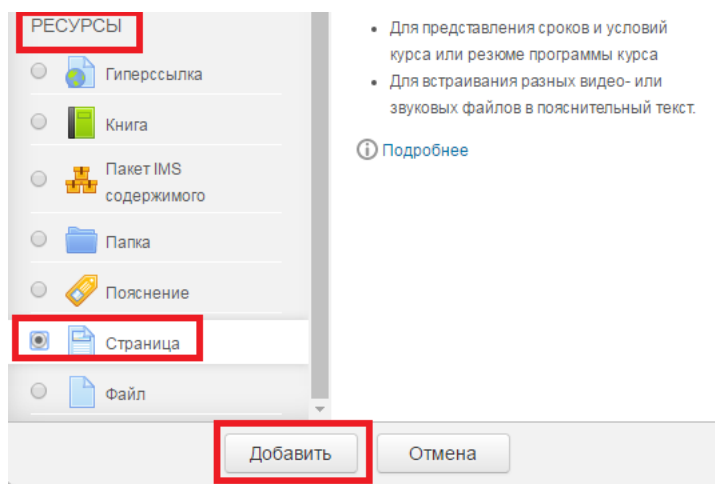 РЕСУРСЫ
Гиперссылка
Книга
Пакет IMS
содержимого
Папка
Пояснение
Страница
Файл
• Для представления сроков и условий
курса или резюме программы курса
• Для встраивания разных видео- или
звуковых файлов в пояснительный текст.
Подробнее
Добавить
Отмена